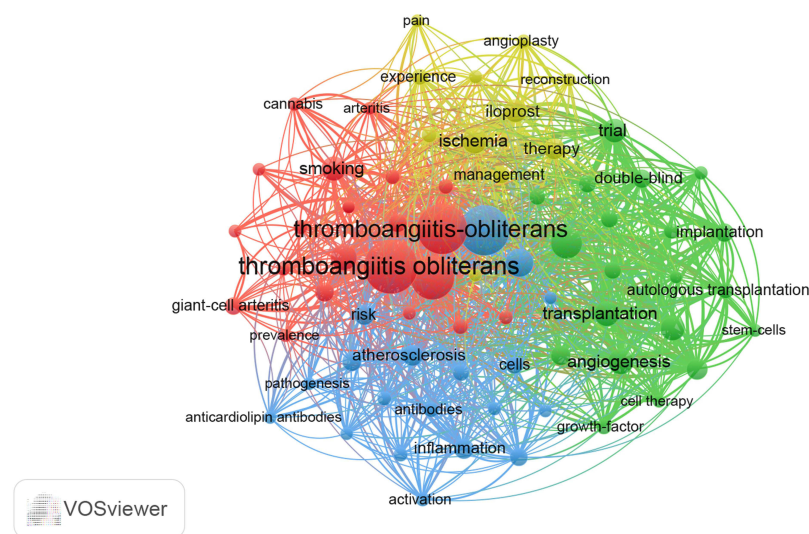 pain
angioplasty
experience
reconstruction
cannabis
arteritis
iloprost
trial
ischemia
therapy
smoking
management
double-blind
thromboangiitis-obliterans
implantation
thromboangiitis obliterans
autologous transplantation
giant-cell arteritis
risk
transplantation
stem-cells
prevalence
atherosclerosis
cells
angiogenesis
pathogenesis
cell therapy
anticardiolipin antibodies
antibodies
growth-factor
inflammation
activation
VOSviewer